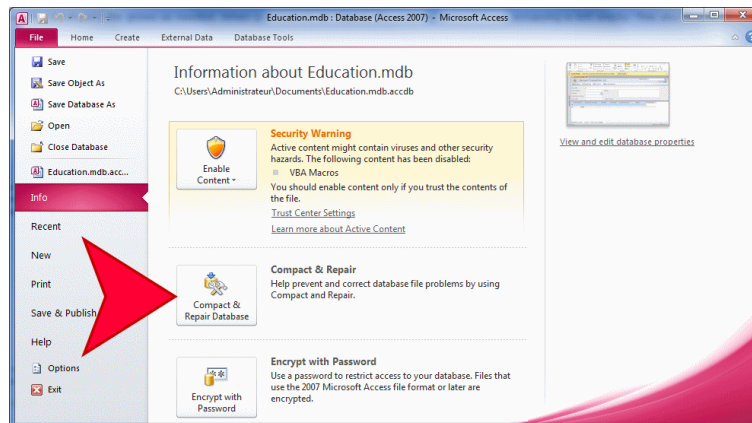 Education.mdb : Database (Access 2007) - Microsoft Access
File Home Create External Data Database Tools
Save
Save Object As
Save Database As
Open
Close Database
Education.mdb.acc...
Info
Recent
New
Print
Save & Publish
Help
Options
Exit
Information about Education.mdb
C:\Users\Administrateur\Documents\Education.mdb.accdb
Enable
Content
Security Warning
Active content might contain viruses and other security
hazards. The following content has been disabled:
VBA Macros
You should enable content only if you trust the contents of
the file.
Trust Center Settings
Learn more about Active Content
Compact &
Repair Database
Compact & Repair
Help prevent and correct database file problems by using
Compact and Repair.
Encrypt with
Password
Encrypt with Password
Use a password to restrict access to your database. Files that
use the 2007 Microsoft Access file format or later are
encrypted.
View and edit database properties